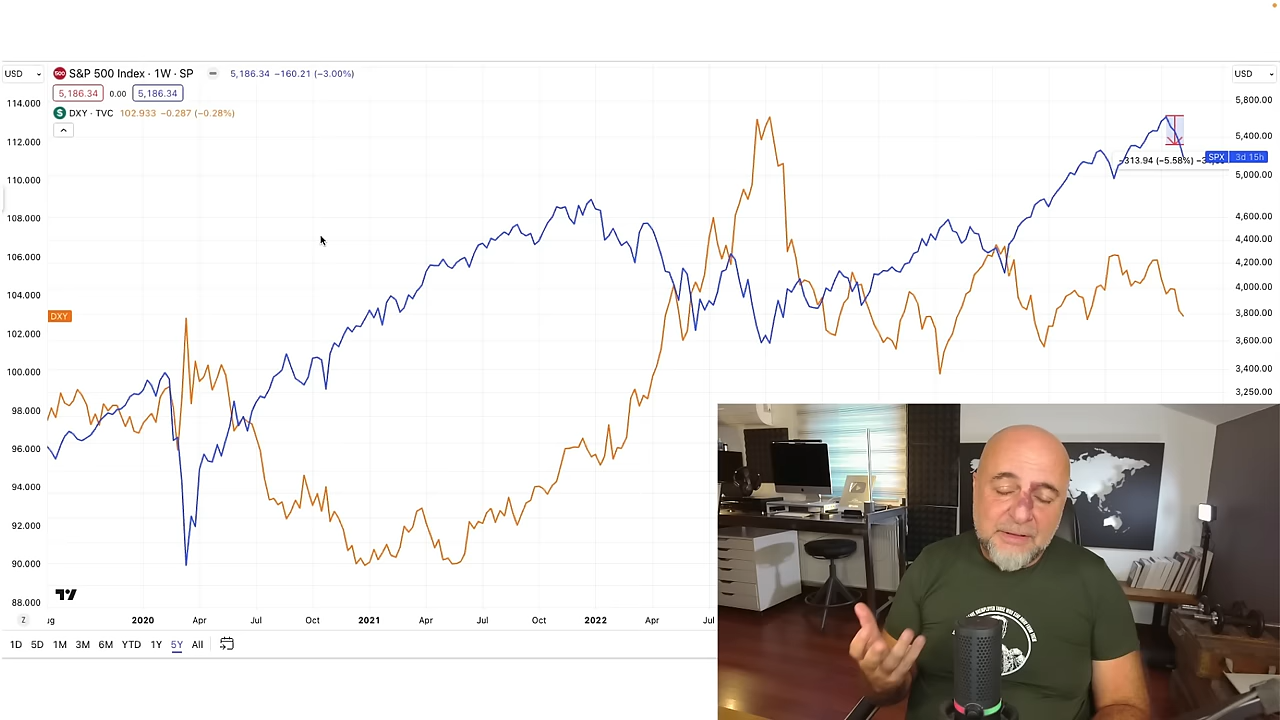 USD
S&P 500 Index · 1W · SP
5,186.34 −160.21 (−3.00%)
USD
5,186.34 0.00 5,186.34
S DXY · TVC 102.933 −0.287 (−0.28%)
114.000
112.000
110.000
108.000
106.000
104.000
DXY
102.000
100.000
98.000
96.000
94.000
92.000
90.000
88.000
5,800.00
5,400.00
−313.94 (−5.58%)
SPX 3d 15h
5,000.00
4,600.00
4,400.00
4,200.00
4,000.00
3,800.00
3,600.00
3,400.00
3,250.00
Z
2020 Apr Jul Oct 2021 Apr Jul Oct 2022 Apr Jul
1D 5D 1M 3M 6M YTD 1Y 5Y All